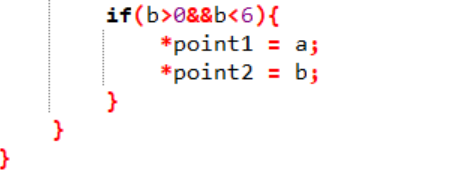 if(b>0&&b<6){
*point1 = a;
*point2 = b;
}
}
}